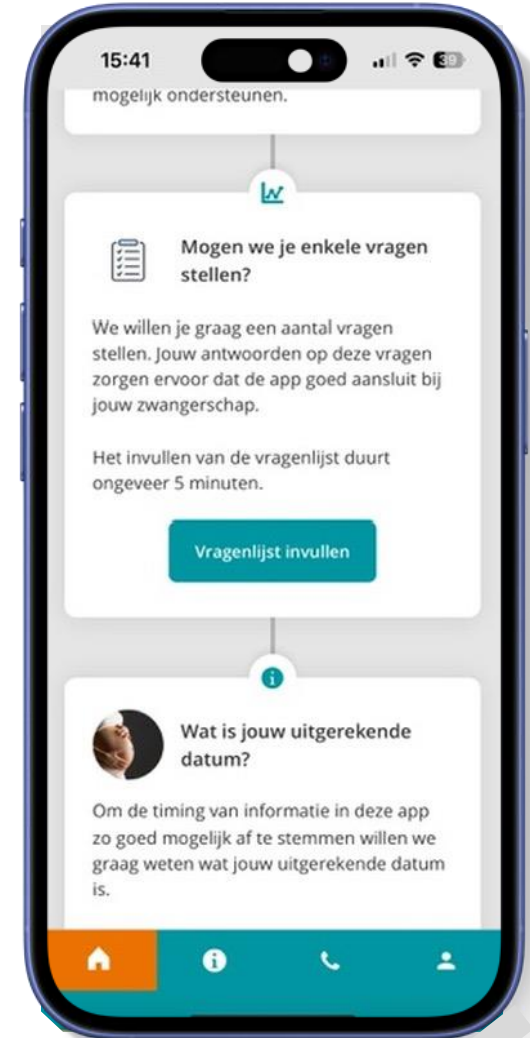 15:41
39
mogelijk ondersteunen.
Mogen we je enkele vragen
stellen?
We willen je graag een aantal vragen
stellen. Jouw antwoorden op deze vragen
zorgen ervoor dat de app goed aansluit bij
jouw zwangerschap.
Het invullen van de vragenlijst duurt
ongeveer 5 minuten.
Vragenlijst invullen
Wat is jouw uitgerekende
datum?
Om de timing van informatie in deze app
zo goed mogelijk af te stemmen willen we
graag weten wat jouw uitgerekende datum
is.